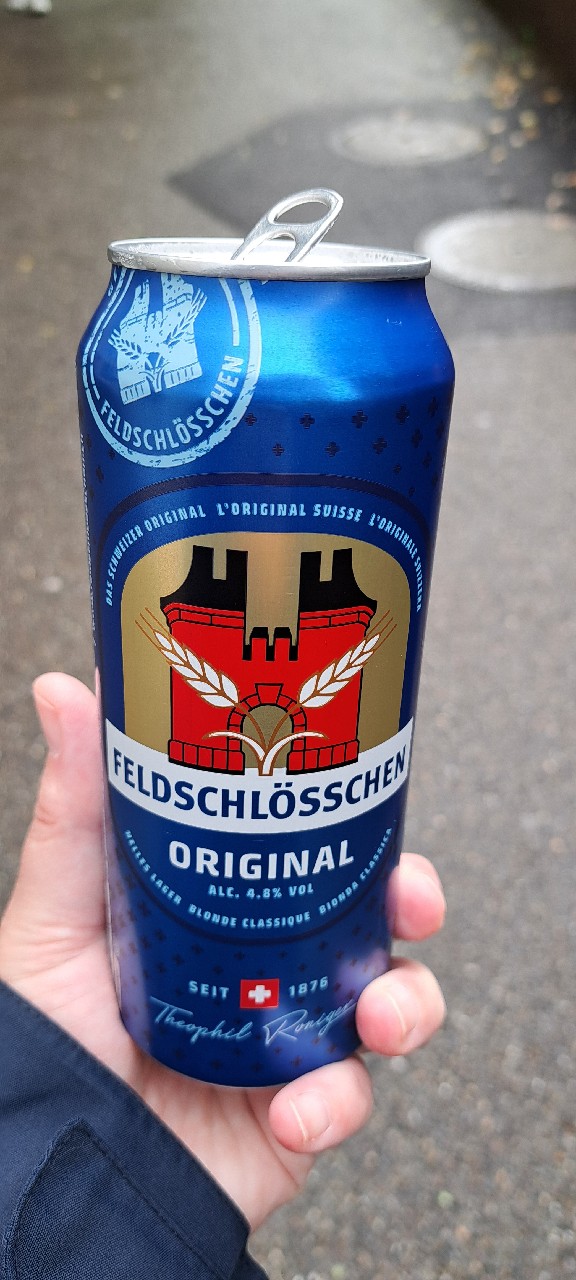 FELDSCHLÖSSCHEN
DAS SCHWEIZER ORIGINAL L'ORIGINAL SUISSE L'ORIGINALE SVIZZERA
FELDSCHLÖSSCHEN
ORIGINAL
ALC. 4.8% VOL
HELLES LAGER BLONDE CLASSIQUE BIONDA CLASSICA
SEIT 1876
Theophil Roniger